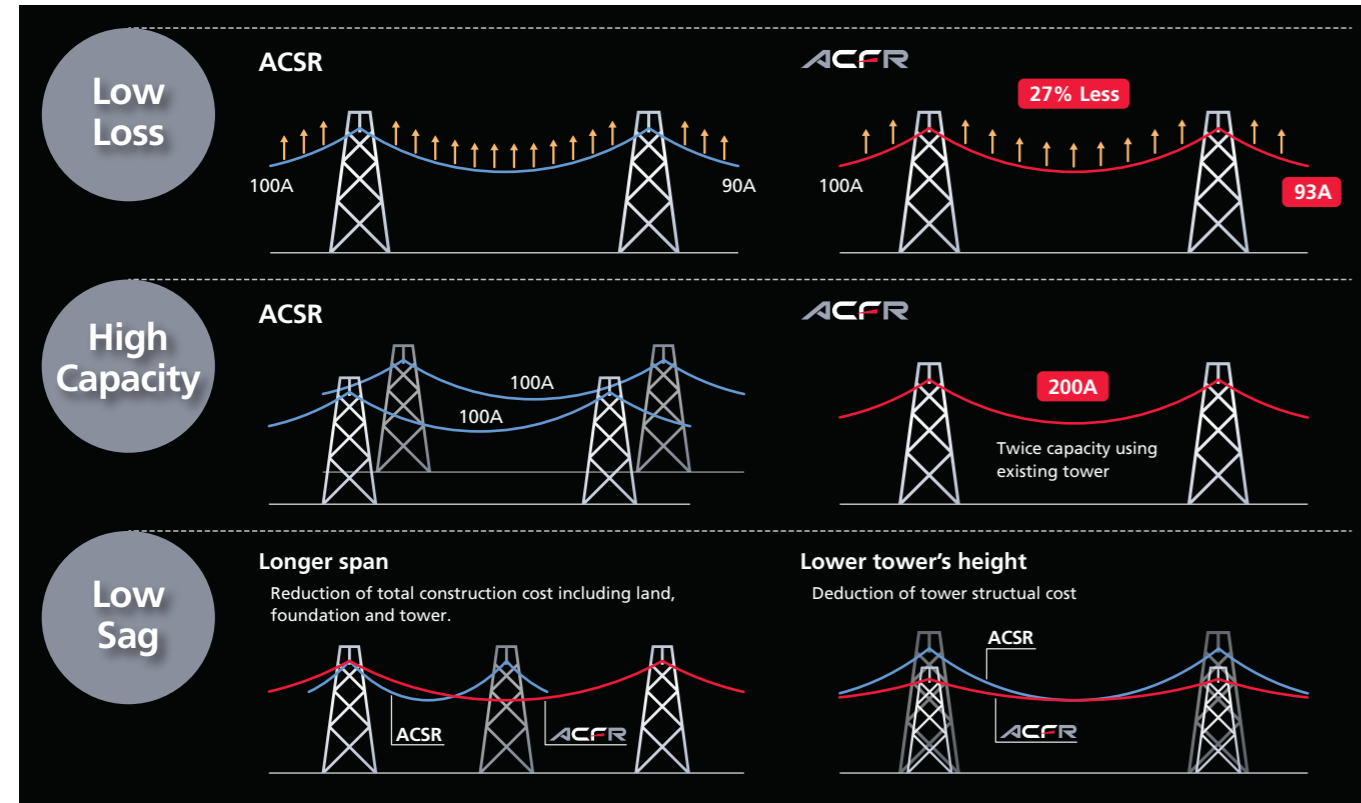 Low
Loss
ACSR
100A
90A
ACFR
27% Less
100A
93A
High
Capacity
ACSR
100A
100A
ACFR
200A
Twice capacity using
existing tower
Low
Sag
Longer span
Reduction of total construction cost including land,
foundation and tower.
ACSR
ACFR
Lower tower's height
Deduction of tower structual cost
ACSR
ACFR